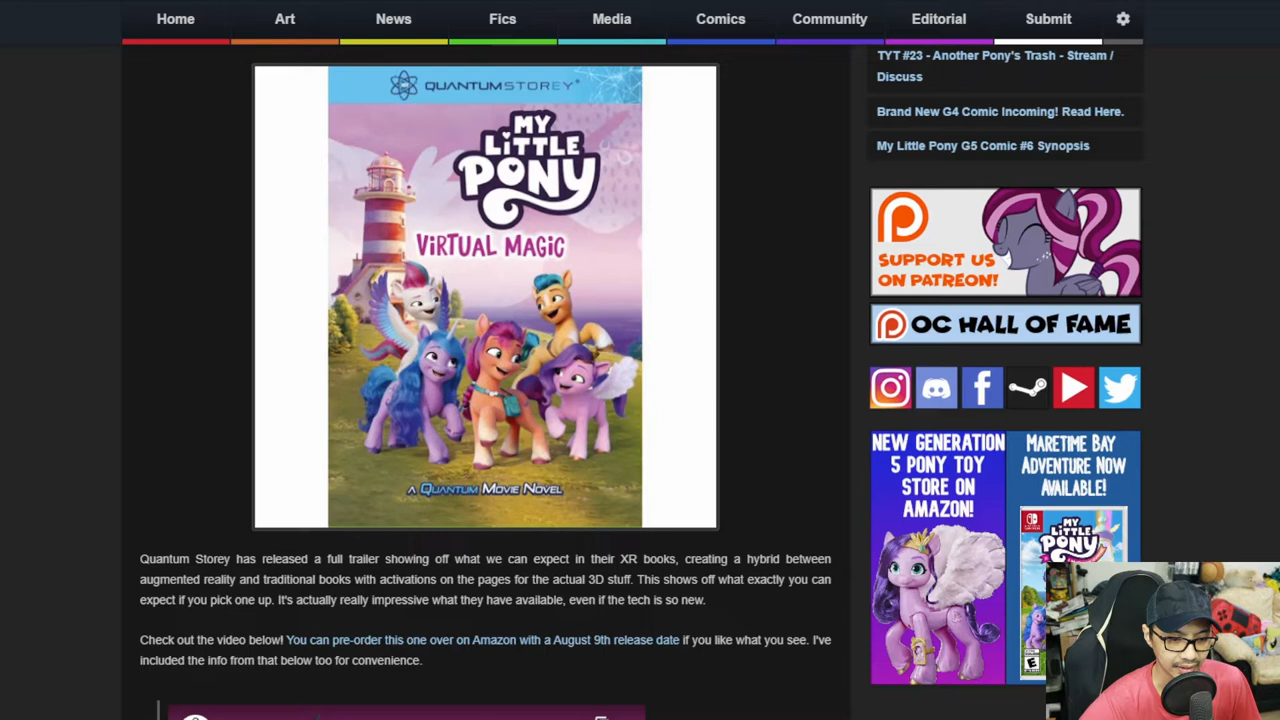 Home Art News Fics Media Comics Community Editorial Submit
QUANTUMSTOREY
MY
LITTLE
PONY
VIRTUAL MAGIC
A QUANTUM MOVIE NOVEL
Quantum Storey has released a full trailer showing off what we can expect in their XR books, creating a hybrid between
augmented reality and traditional books with activations on the pages for the actual 3D stuff. This shows off what exactly you can
expect if you pick one up. It's actually really impressive what they have available, even if the tech is so new.
Check out the video below! You can pre-order this one over on Amazon with a August 9th release date if you like what you see. I've
included the info from that below too for convenience.
TYT #23 - Another Pony's Trash - Stream /
Discuss
Brand New G4 Comic Incoming! Read Here.
My Little Pony G5 Comic #6 Synopsis
SUPPORT US
ON PATREON!
OC HALL OF FAME
NEW GENERATION
5 PONY TOY
STORE ON
AMAZON!
MARETIME BAY
ADVENTURE NOW
AVAILABLE!
MY
LITTLE
PONY
E